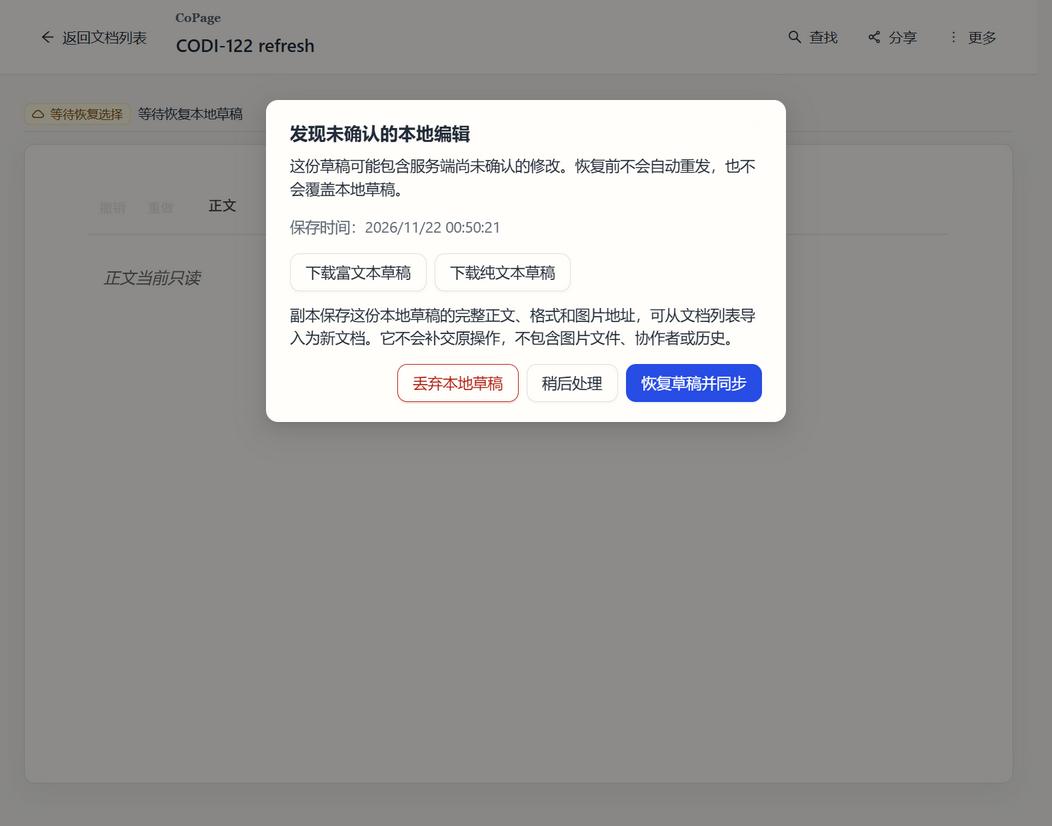 CoPage
返回文档列表
CODI-122 refresh
查找
分享
更多
等待恢复选择
等待恢复本地草稿
撤销
重做
正文
正文当前只读
发现未确认的本地编辑
这份草稿可能包含服务端尚未确认的修改。恢复前不会自动重发，也不
会覆盖本地草稿。
保存时间：2026/11/22 00:50:21
下载富文本草稿
下载纯文本草稿
副本保存这份本地草稿的完整正文、格式和图片地址，可从文档列表导
入为新文档。它不会补交原操作，不包含图片文件、协作者或历史。
丢弃本地草稿
稍后处理
恢复草稿并同步